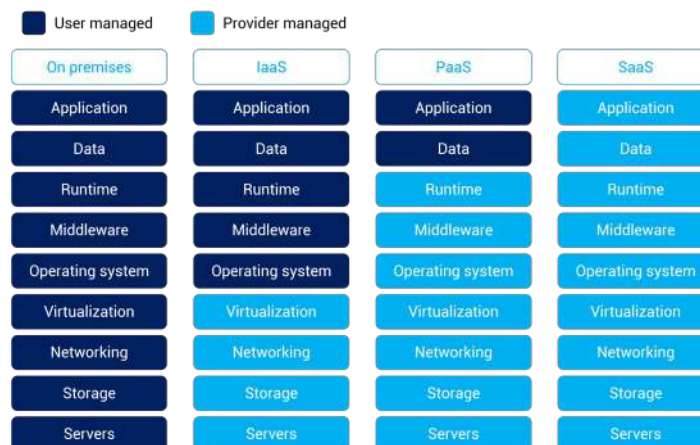 User managed Provider managed
On premises IaaS PaaS SaaS
Application Application Application Application
Data Data Data Data
Runtime Runtime Runtime Runtime
Middleware Middleware Middleware Middleware
Operating system Operating system Operating system Operating system
Virtualization Virtualization Virtualization Virtualization
Networking Networking Networking Networking
Storage Storage Storage Storage
Servers Servers Servers Servers